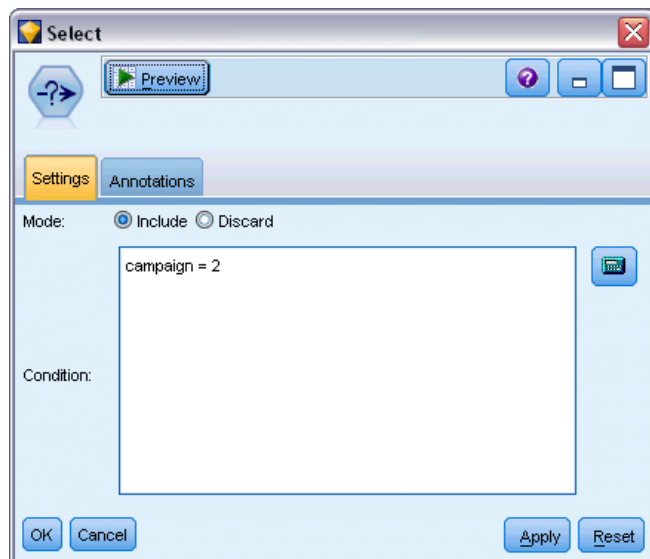 Select
Preview
Settings Annotations
Mode: Include Discard
campaign = 2
Condition:
OK Cancel Apply Reset